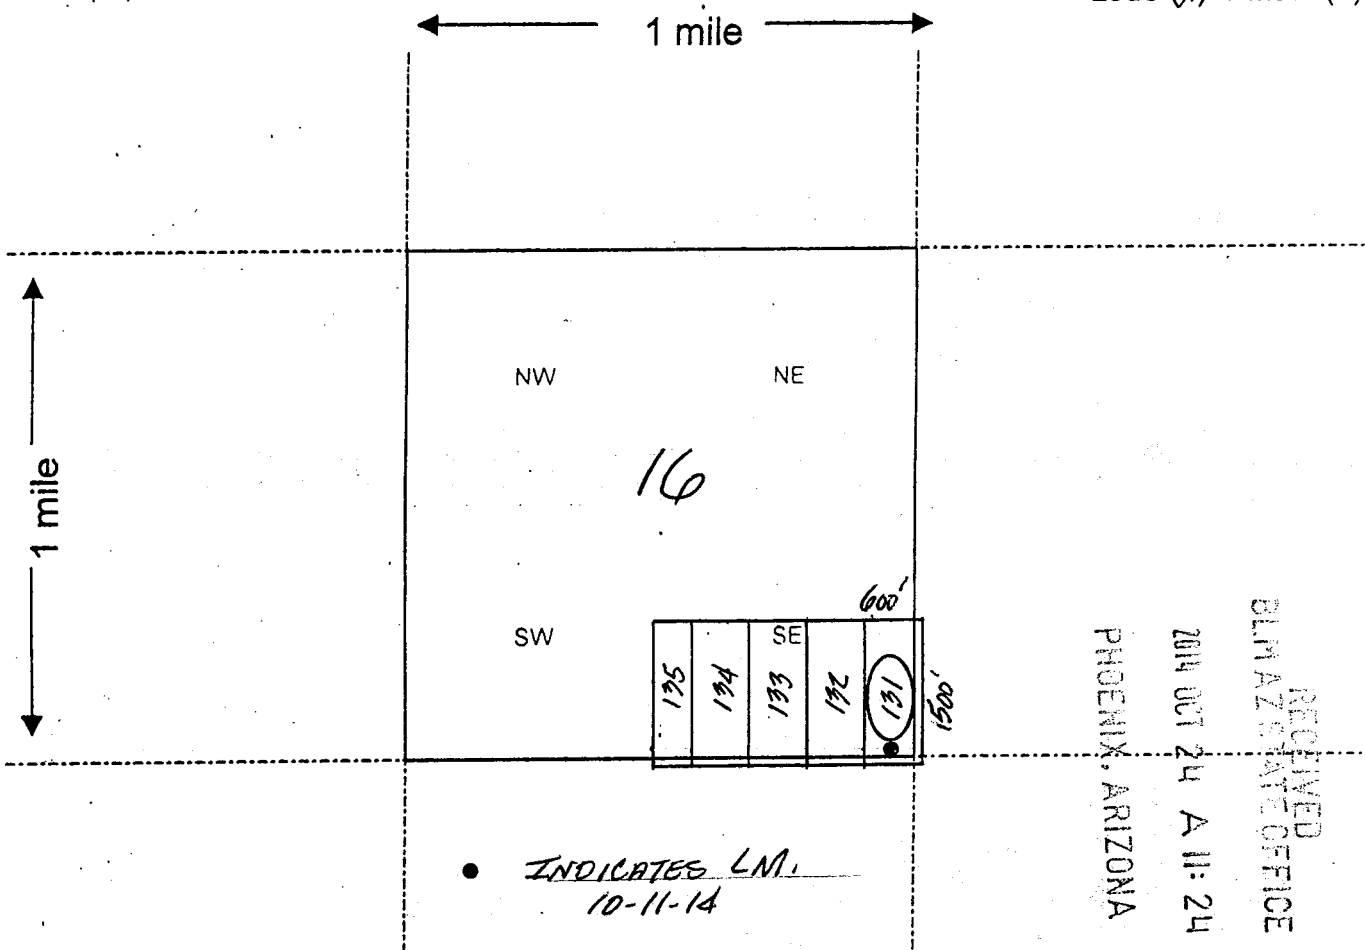 1 mile
1 mile
NW
NE
16
SW
SE
600'
1500'
135
134
133
132
131
INDICATES LM.
10-11-14
RECEIVED
BLM AZ STATE OFFICE
2014 OCT 24 A 11: 24
PHOENIX, ARIZONA